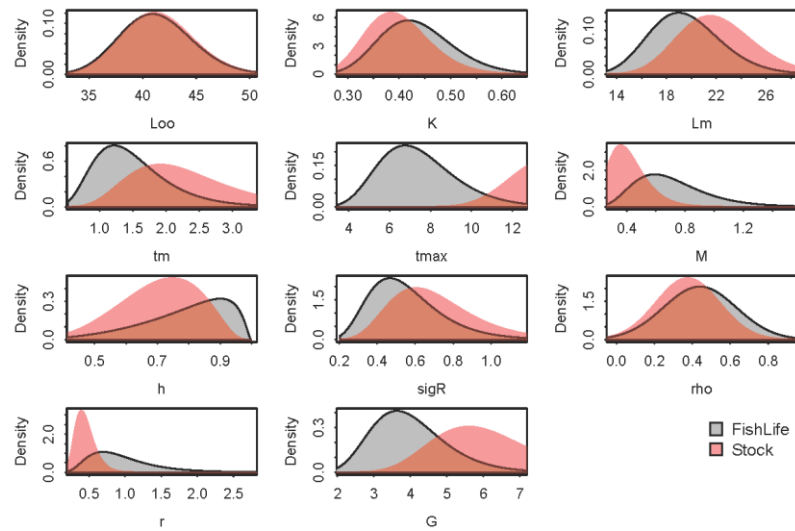 Density
0.00 0.10
35 40 45 50
Loo
Density
0 3 6
0.30 0.40 0.60
K
Density
0.00 0.10
14 18 22 26
Lm
Density
0.0 0.6
1.0 1.5 2.0 2.5 3.0
tm
Density
0.00 0.15
4 6 8 10 12
tmax
Density
0.0 2.0
0.4 0.8 1.2
M
Density
0.0 0.3
0.5 0.7 0.9
h
Density
0.0 1.5
0.2 0.4 0.6 0.8 1.0
sigR
Density
0.0 1.5
0.0 0.2 0.4 0.6 0.8
rho
Density
0.0 2.0
0.5 1.0 1.5 2.0 2.5
r
Density
0.0 0.3
2 3 4 5 6 7
G
FishLife
Stock